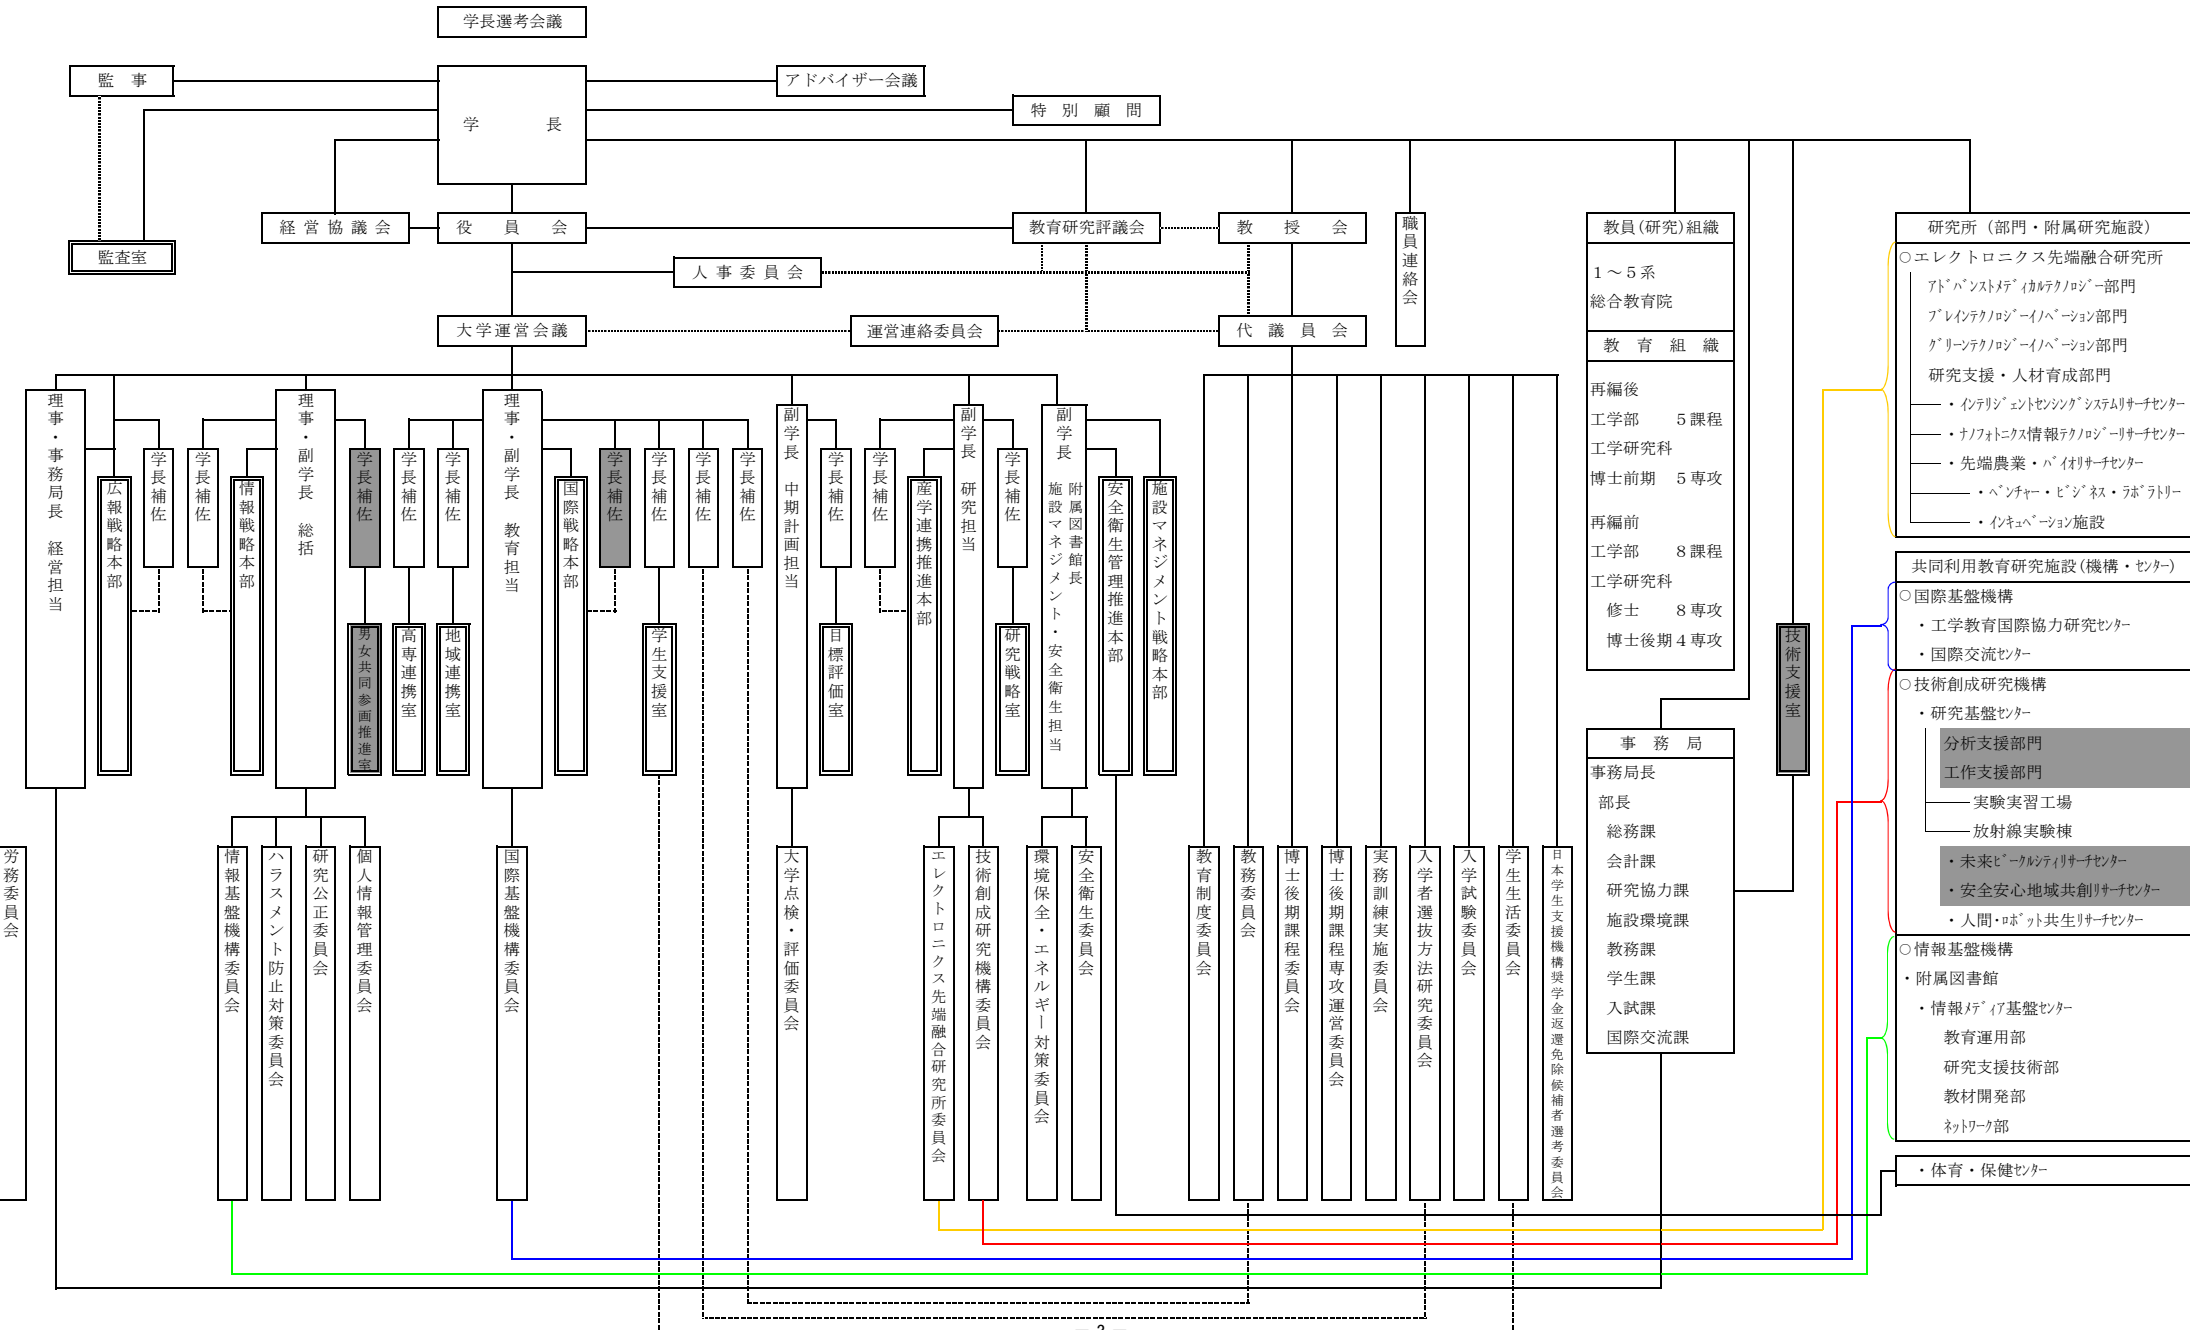 学長選考会議
監　事
アドバイザー会議
特　別　顧　問
学　　　　長
経 営 協 議 会
役　員　会
教育研究評議会
教　授　会
職員連絡会
監査室
人 事 委 員 会
大学運営会議
運営連絡委員会
代　議　員　会
理事・事務局長　経営担当
広報戦略本部
学長補佐
学長補佐
情報戦略本部
理事・副学長　総括
学長補佐
男女共同参画推進室
学長補佐
高専連携室
学長補佐
地域連携室
理事・副学長　教育担当
国際戦略本部
学長補佐
学長補佐
学生支援室
学長補佐
学長補佐
副学長　中期計画担当
学長補佐
目標評価室
学長補佐
産学連携推進本部
副学長　研究担当
学長補佐
研究戦略室
副学長
附属図書館長
施設マネジメント・安全衛生担当
安全衛生管理推進本部
施設マネジメント戦略本部
労務委員会
情報基盤機構委員会
ハラスメント防止対策委員会
研究公正委員会
個人情報管理委員会
国際基盤機構委員会
大学点検・評価委員会
エレクトロニクス先端融合研究所委員会
技術創成研究機構委員会
環境保全・エネルギー対策委員会
安全衛生委員会
教育制度委員会
教務委員会
博士後期課程委員会
博士後期課程専攻運営委員会
実務訓練実施委員会
入学者選抜方法研究委員会
入学試験委員会
学生生活委員会
日本学生支援機構奨学金返還免除候補者選考委員会
教員(研究)組織
1～5系
総合教育院
教　育　組　織
再編後
工学部　　5課程
工学研究科
博士前期　5専攻
再編前
工学部　　8課程
工学研究科
修士　　8専攻
博士後期4専攻
事　務　局
事務局長
部長
総務課
会計課
研究協力課
施設環境課
教務課
学生課
入試課
国際交流課
技術支援室
研究所（部門・附属研究施設）
○エレクトロニクス先端融合研究所
ｱﾄﾞﾊﾞﾝｽﾄﾒﾃﾞｨｶﾙﾃｸﾉﾛｼﾞｰ部門
ﾌﾞﾚｲﾝﾃｸﾉﾛｼﾞｰｲﾉﾍﾞｰｼｮﾝ部門
ｸﾞﾘｰﾝﾃｸﾉﾛｼﾞｰｲﾉﾍﾞｰｼｮﾝ部門
研究支援・人材育成部門
・ｲﾝﾃﾘｼﾞｪﾝﾄｾﾝｼﾝｸﾞｼｽﾃﾑﾘｻｰﾁｾﾝﾀｰ
・ﾅﾉﾌｫﾄﾆｸｽ情報ﾃｸﾉﾛｼﾞｰﾘｻｰﾁｾﾝﾀｰ
・先端農業・ﾊﾞｲｵﾘｻｰﾁｾﾝﾀｰ
・ﾍﾞﾝﾁｬｰ・ﾋﾞｼﾞﾈｽ・ﾗﾎﾞﾗﾄﾘｰ
・ｲﾝｷｭﾍﾞｰｼｮﾝ施設
共同利用教育研究施設(機構・ｾﾝﾀｰ)
○国際基盤機構
・工学教育国際協力研究ｾﾝﾀｰ
・国際交流ｾﾝﾀｰ
○技術創成研究機構
・研究基盤ｾﾝﾀｰ
分析支援部門
工作支援部門
実験実習工場
放射線実験棟
・未来ﾋﾞｰｸﾙｼﾃｨﾘｻｰﾁｾﾝﾀｰ
・安全安心地域共創ﾘｻｰﾁｾﾝﾀｰ
・人間・ﾛﾎﾞｯﾄ共生ﾘｻｰﾁｾﾝﾀｰ
○情報基盤機構
・附属図書館
・情報ﾒﾃﾞｨｱ基盤ｾﾝﾀｰ
教育運用部
研究支援技術部
教材開発部
ﾈｯﾄﾜｰｸ部
・体育・保健ｾﾝﾀｰ